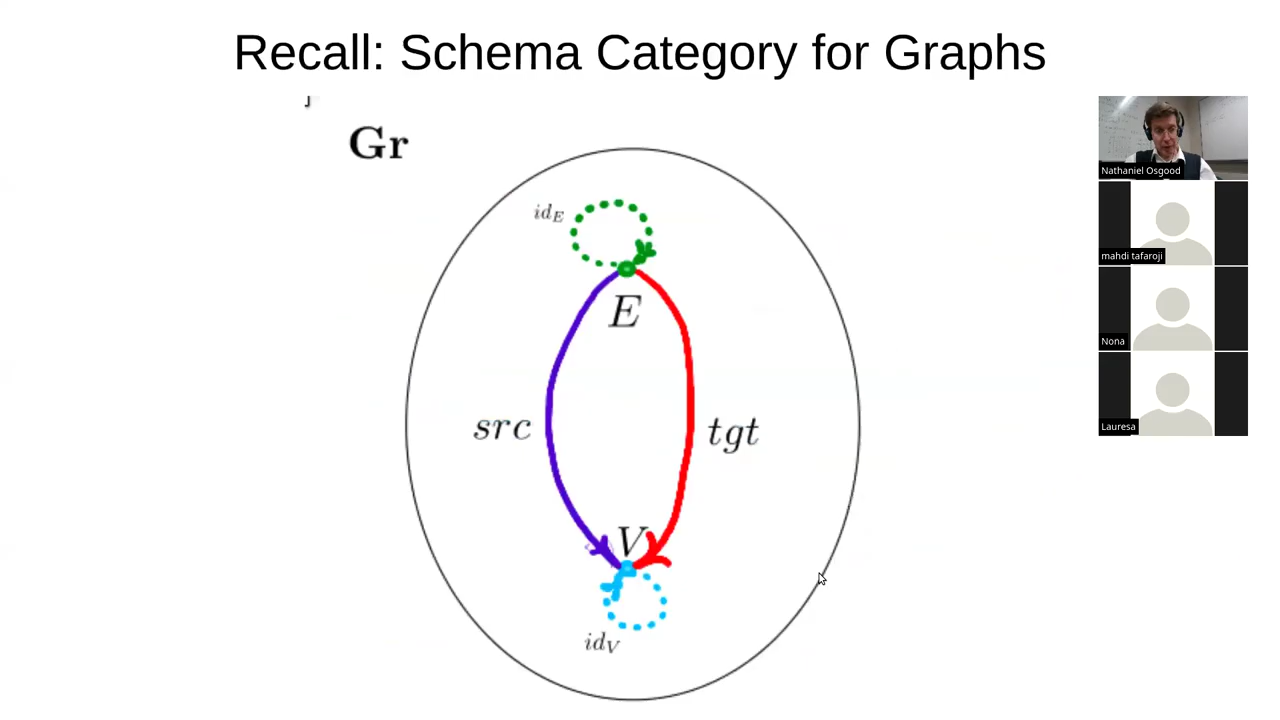 Recall: Schema Category for Graphs
Gr
id_E
E
src
tgt
V
id_V
Nathaniel Osgood
mahdi tafaroji
Nona
Lauresa